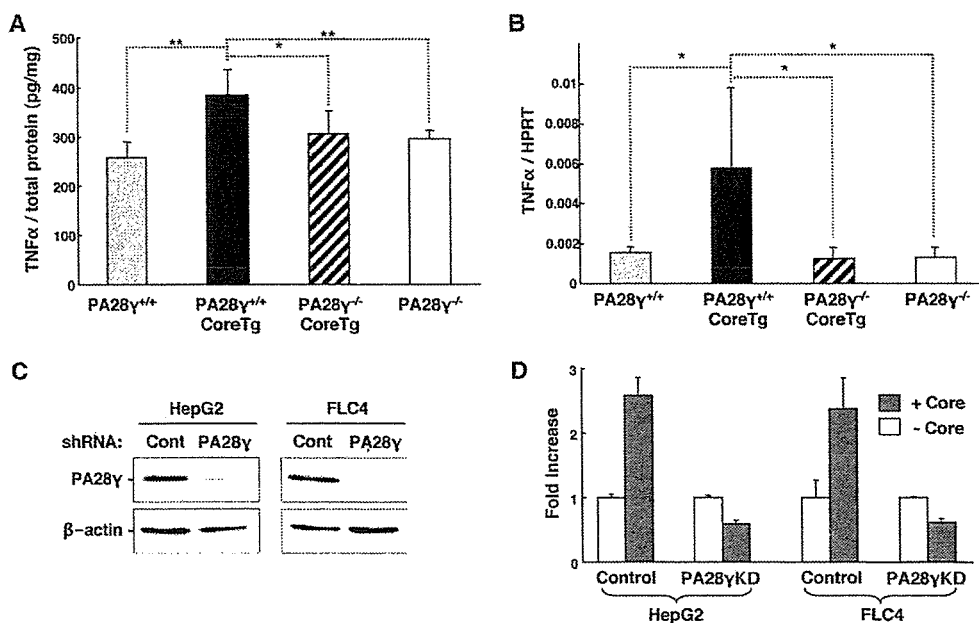 A
TNFα / total protein (pg/mg)
500
400
300
200
100
0
**
*
**
PA28γ+/+
PA28γ+/+ CoreTg
PA28γ-/- CoreTg
PA28γ-/-
B
TNFα / HPRT
0.01
0.008
0.006
0.004
0.002
0
*
*
*
PA28γ+/+
PA28γ+/+ CoreTg
PA28γ-/- CoreTg
PA28γ-/-
C
HepG2 FLC4
shRNA: Cont PA28γ Cont PA28γ
PA28γ
β-actin
D
Fold Increase
3
2
1
0
+ Core
- Core
Control PA28γKD Control PA28γKD
HepG2 FLC4